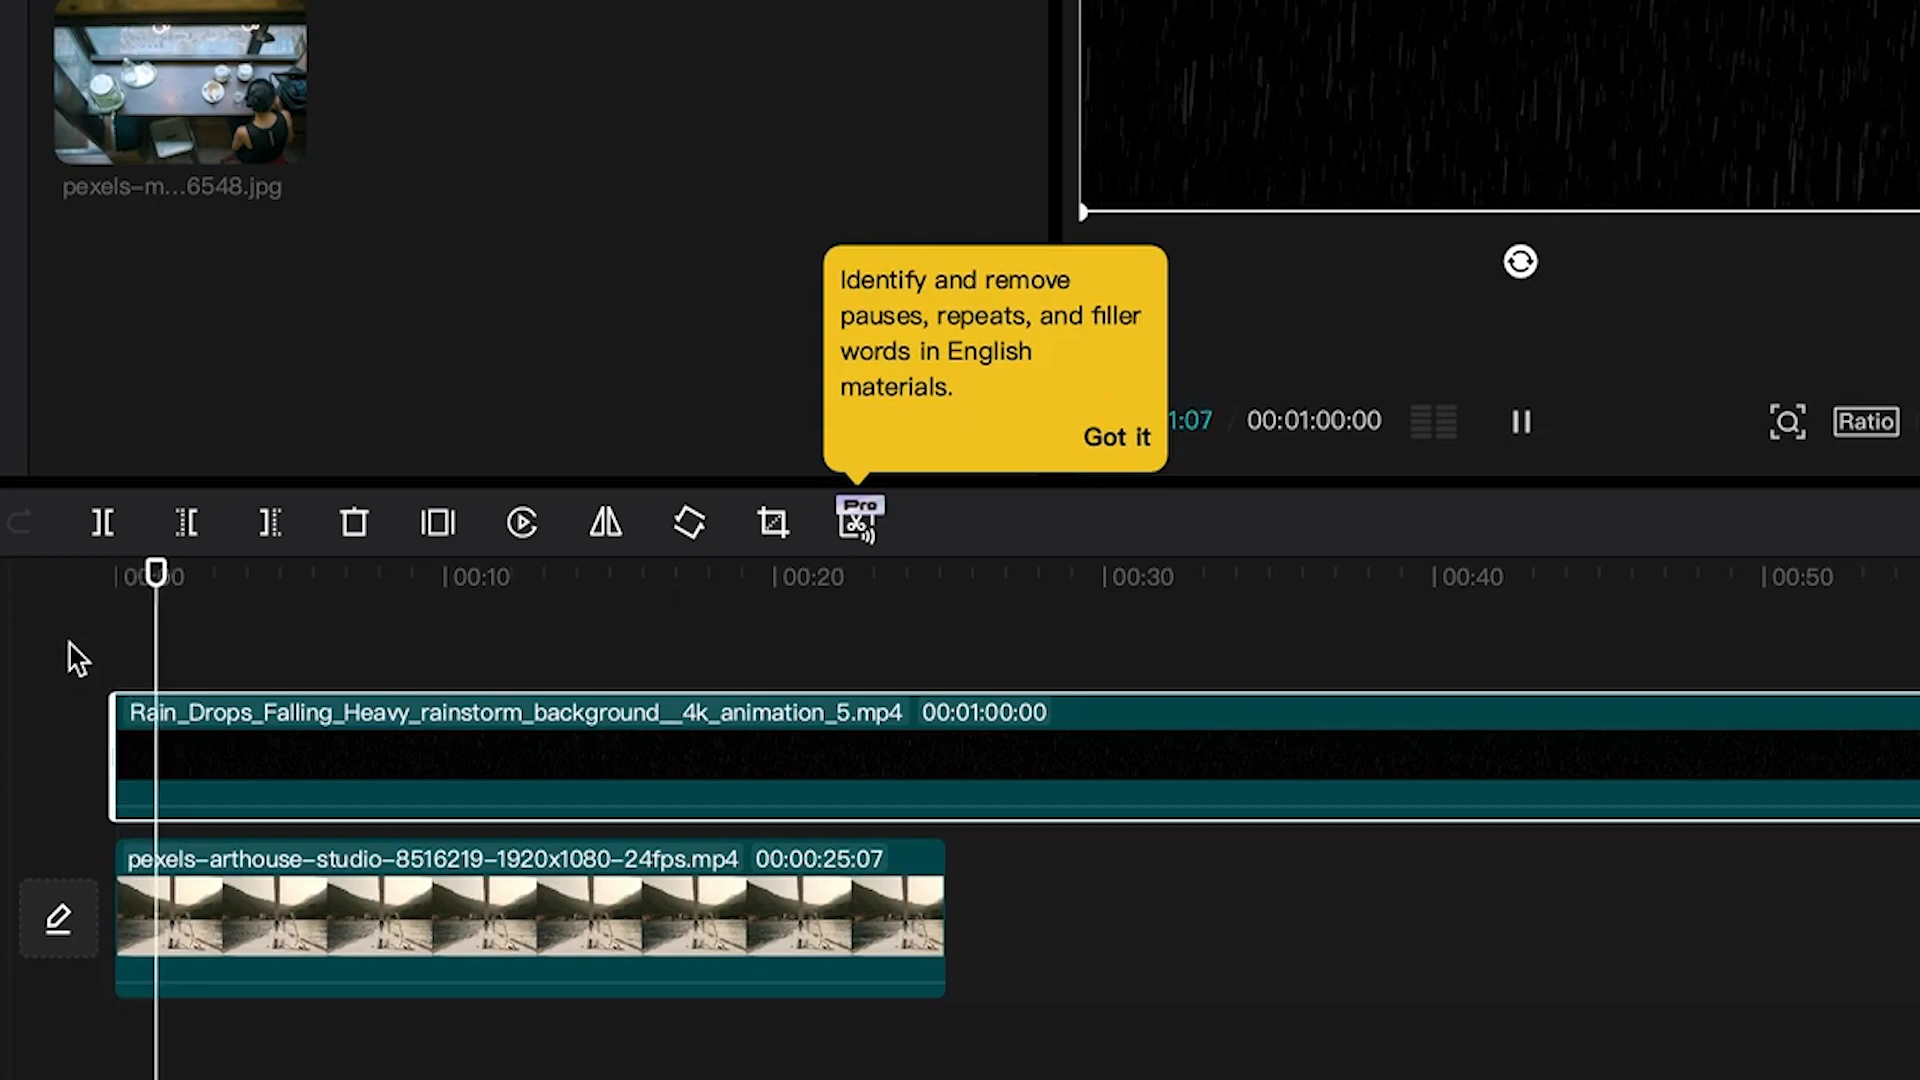 pexels-m...6548.jpg
Identify and remove
pauses, repeats, and filler
words in English
materials.
Got it
1:07 / 00:01:00:00
Ratio
Pro
00:00 00:10 00:20 00:30 00:40 00:50
Rain_Drops_Falling_Heavy_rainstorm_background__4k_animation_5.mp4 00:01:00:00
pexels-arthouse-studio-8516219-1920x1080-24fps.mp4 00:00:25:07